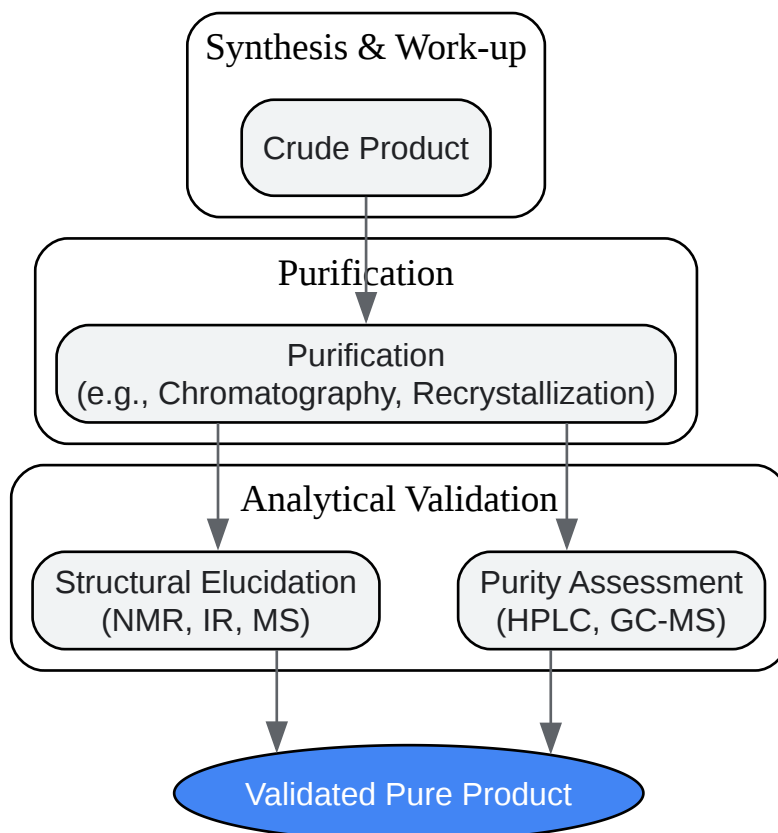 Synthesis & Work-up
Crude Product
Purification
Purification
(e.g., Chromatography, Recrystallization)
Analytical Validation
Structural Elucidation
(NMR, IR, MS)
Purity Assessment
(HPLC, GC-MS)
Validated Pure Product